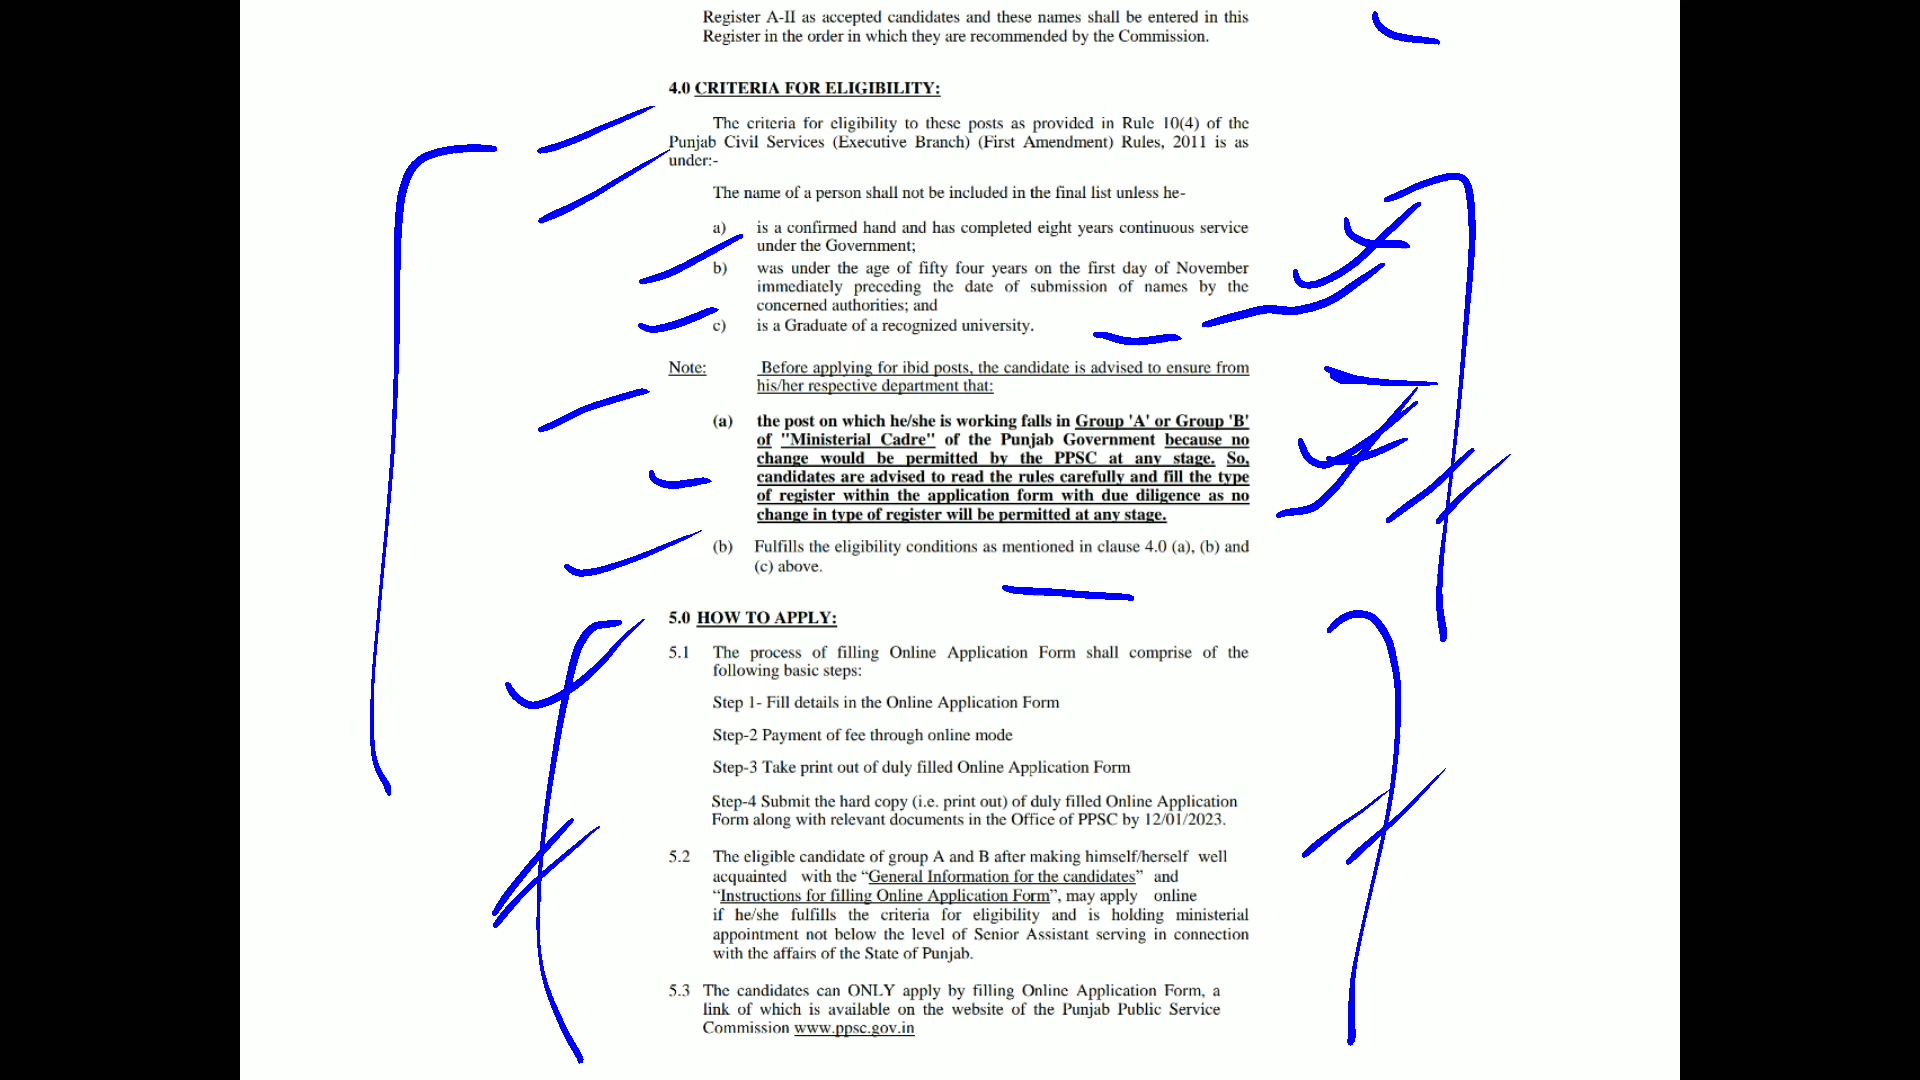 Register A-II as accepted candidates and these names shall be entered in this
Register in the order in which they are recommended by the Commission.
4.0 CRITERIA FOR ELIGIBILITY:
The criteria for eligibility to these posts as provided in Rule 10(4) of the
Punjab Civil Services (Executive Branch) (First Amendment) Rules, 2011 is as
under:-
The name of a person shall not be included in the final list unless he-
a) is a confirmed hand and has completed eight years continuous service
under the Government;
b) was under the age of fifty four years on the first day of November
immediately preceding the date of submission of names by the
concerned authorities; and
c) is a Graduate of a recognized university.
Note: Before applying for ibid posts, the candidate is advised to ensure from
his/her respective department that:
(a) the post on which he/she is working falls in Group 'A' or Group 'B'
of "Ministerial Cadre" of the Punjab Government because no
change would be permitted by the PPSC at any stage. So,
candidates are advised to read the rules carefully and fill the type
of register within the application form with due diligence as no
change in type of register will be permitted at any stage.
(b) Fulfills the eligibility conditions as mentioned in clause 4.0 (a), (b) and
(c) above.
5.0 HOW TO APPLY:
5.1 The process of filling Online Application Form shall comprise of the
following basic steps:
Step 1- Fill details in the Online Application Form
Step-2 Payment of fee through online mode
Step-3 Take print out of duly filled Online Application Form
Step-4 Submit the hard copy (i.e. print out) of duly filled Online Application
Form along with relevant documents in the Office of PPSC by 12/01/2023.
5.2 The eligible candidate of group A and B after making himself/herself well
acquainted with the “General Information for the candidates” and
“Instructions for filling Online Application Form”, may apply online
if he/she fulfills the criteria for eligibility and is holding ministerial
appointment not below the level of Senior Assistant serving in connection
with the affairs of the State of Punjab.
5.3 The candidates can ONLY apply by filling Online Application Form, a
link of which is available on the website of the Punjab Public Service
Commission www.ppsc.gov.in